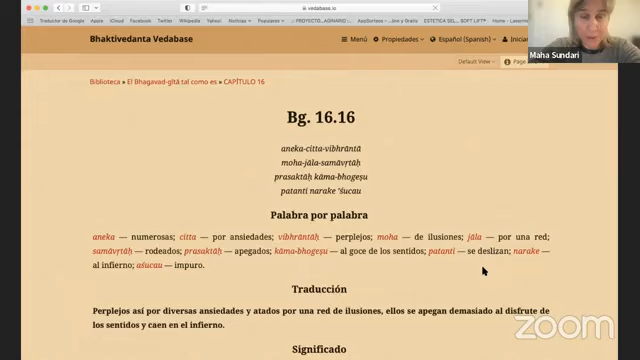 vedabase.io
Traductor de Google
Yahoo!
Noticias
Populares
Bhaktivedanta Vedabase
Menú
Propiedades
Español (Spanish)
Maha Sundari
Default View
Biblioteca » El Bhagavad-gītā tal como es » CAPÍTULO 16
Bg. 16.16
aneka-citta-vibhrāntā
moha-jāla-samāvṛtāḥ
prasaktāḥ kāma-bhogeṣu
patanti narake 'śucau
Palabra por palabra
aneka — numerosas; citta — por ansiedades; vibhrāntāḥ — perplejos; moha — de ilusiones; jāla — por una red;
samāvṛtāḥ — rodeados; prasaktāḥ — apegados; kāma-bhogeṣu — al goce de los sentidos; patanti — se deslizan; narake —
al infierno; aśucau — impuro.
Traducción
Perplejos así por diversas ansiedades y atados por una red de ilusiones, ellos se apegan demasiado al disfrute de
los sentidos y caen en el infierno.
zoom
Significado